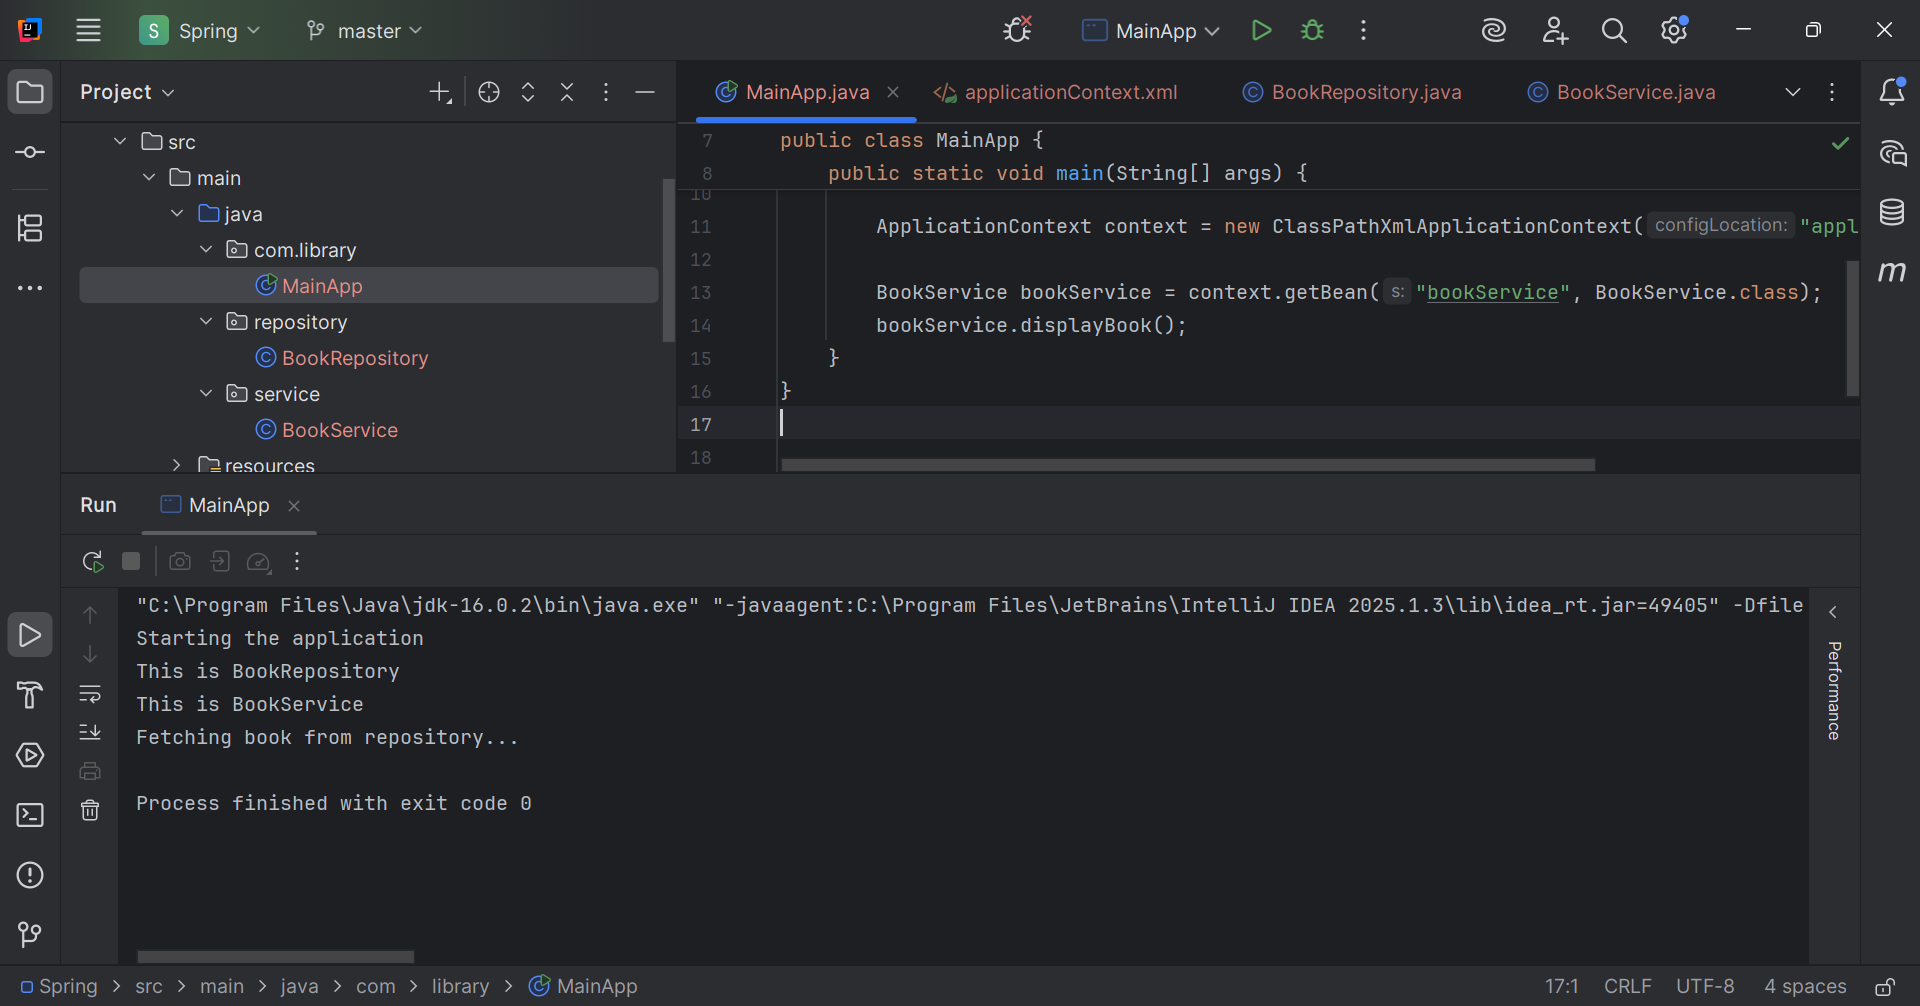 S Spring master MainApp
Project
src
main
java
com.library
MainApp
repository
BookRepository
service
BookService
resources
MainApp.java applicationContext.xml BookRepository.java BookService.java
7 public class MainApp {
8 public static void main(String[] args) {
10
11 ApplicationContext context = new ClassPathXmlApplicationContext( configLocation: "appl
12
13 BookService bookService = context.getBean( s: "bookService", BookService.class);
14 bookService.displayBook();
15 }
16 }
17
18
m
Run MainApp
"C:\Program Files\Java\jdk-16.0.2\bin\java.exe" "-javaagent:C:\Program Files\JetBrains\IntelliJ IDEA 2025.1.3\lib\idea_rt.jar=49405" -Dfile
Starting the application
This is BookRepository
This is BookService
Fetching book from repository...
Process finished with exit code 0
Performance
Spring > src > main > java > com > library > MainApp 17:1 CRLF UTF-8 4 spaces